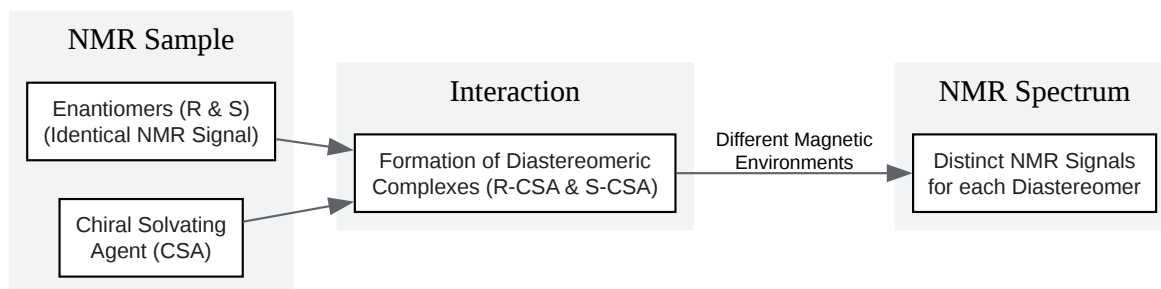 NMR Sample
Enantiomers (R & S)
(Identical NMR Signal)
Chiral Solvating
Agent (CSA)
Interaction
Formation of Diastereomeric
Complexes (R-CSA & S-CSA)
Different Magnetic
Environments
NMR Spectrum
Distinct NMR Signals
for each Diastereomer